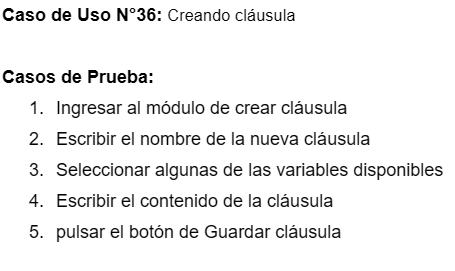 Caso de Uso N°36: Creando cláusula
Casos de Prueba:
1. Ingresar al módulo de crear cláusula
2. Escribir el nombre de la nueva cláusula
3. Seleccionar algunas de las variables disponibles
4. Escribir el contenido de la cláusula
5. pulsar el botón de Guardar cláusula